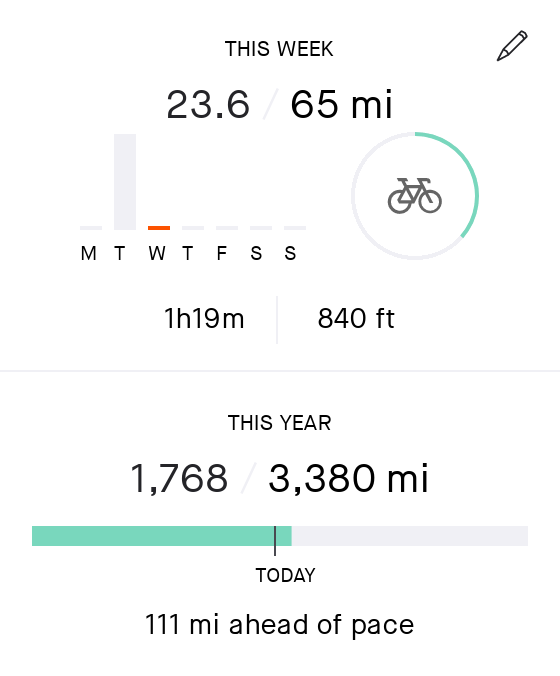 THIS WEEK
23.6 / 65 mi
M T W T F S S
1h19m 840 ft
THIS YEAR
1,768 / 3,380 mi
TODAY
111 mi ahead of pace